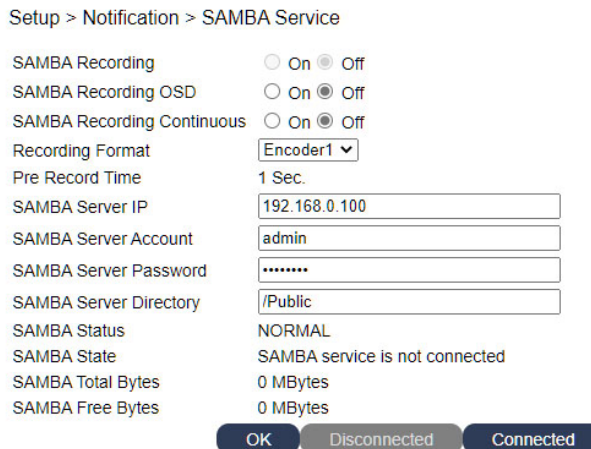 Setup > Notification > SAMBA Service
SAMBA Recording On Off
SAMBA Recording OSD On Off
SAMBA Recording Continuous On Off
Recording Format Encoder1
Pre Record Time 1 Sec.
SAMBA Server IP 192.168.0.100
SAMBA Server Account admin
SAMBA Server Password ••••••••
SAMBA Server Directory /Public
SAMBA Status NORMAL
SAMBA State SAMBA service is not connected
SAMBA Total Bytes 0 MBytes
SAMBA Free Bytes 0 MBytes
OK Disconnected Connected